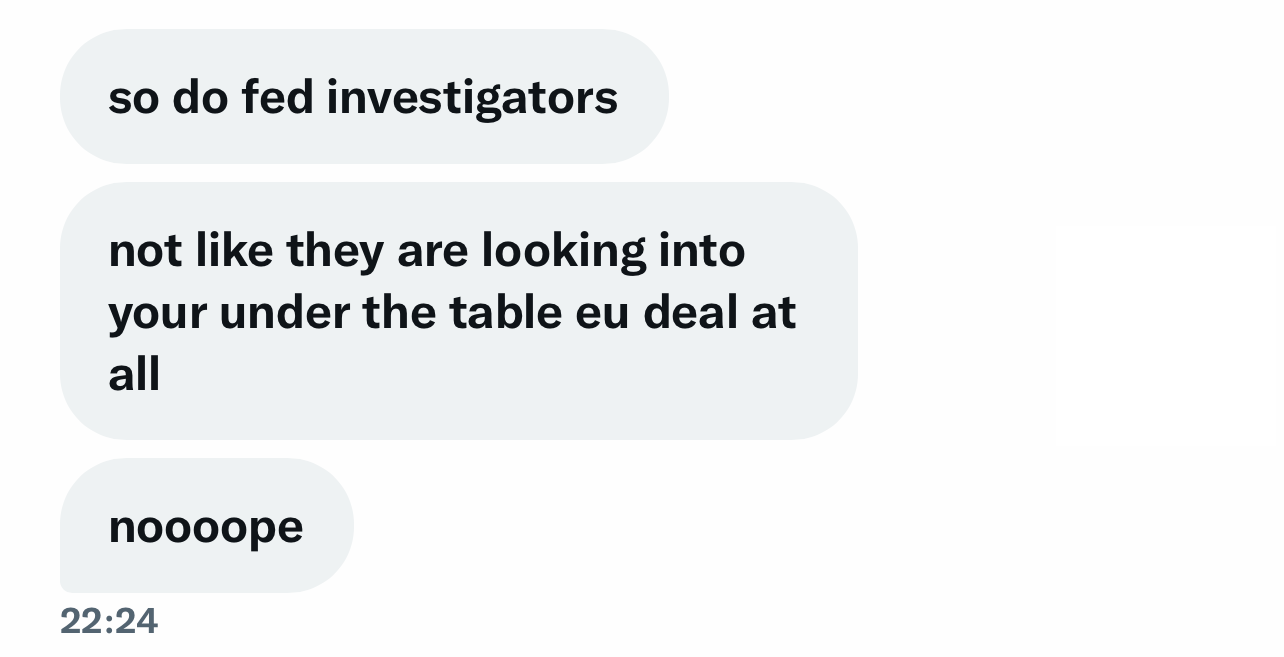 so do fed investigators
not like they are looking into
your under the table eu deal at
all
noooope
22:24